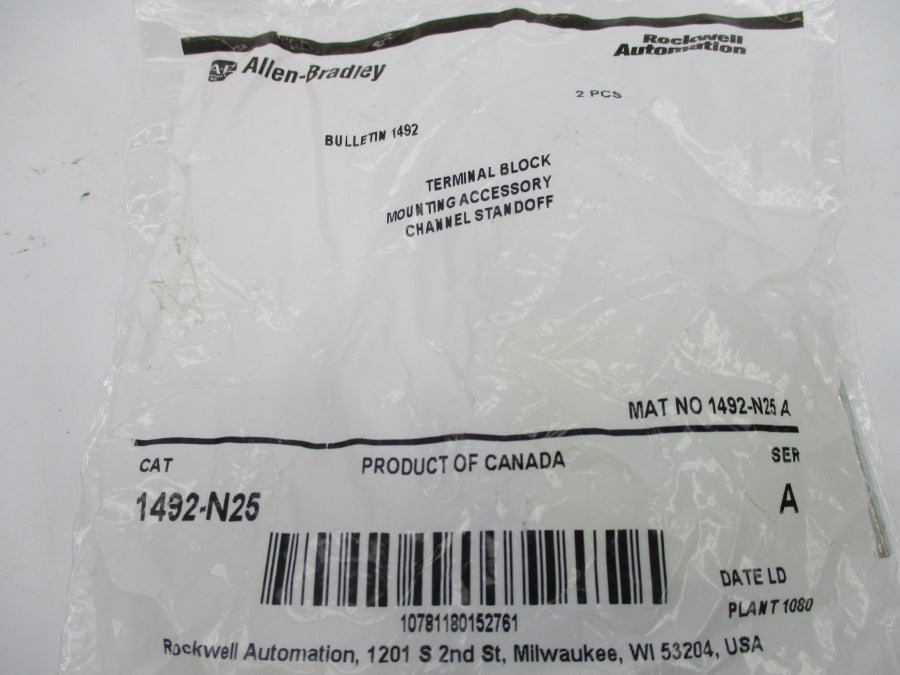 Allen-Bradley
Rockwell
Automation
2 PCS
BULLETIN 1492
TERMINAL BLOCK
MOUNTING ACCESSORY
CHANNEL STANDOFF
MAT NO 1492-N25 A
CAT
PRODUCT OF CANADA
SER
1492-N25
A
DATE LD
PLANT 1080
10781180152761
Rockwell Automation, 1201 S 2nd St, Milwaukee, WI 53204, USA